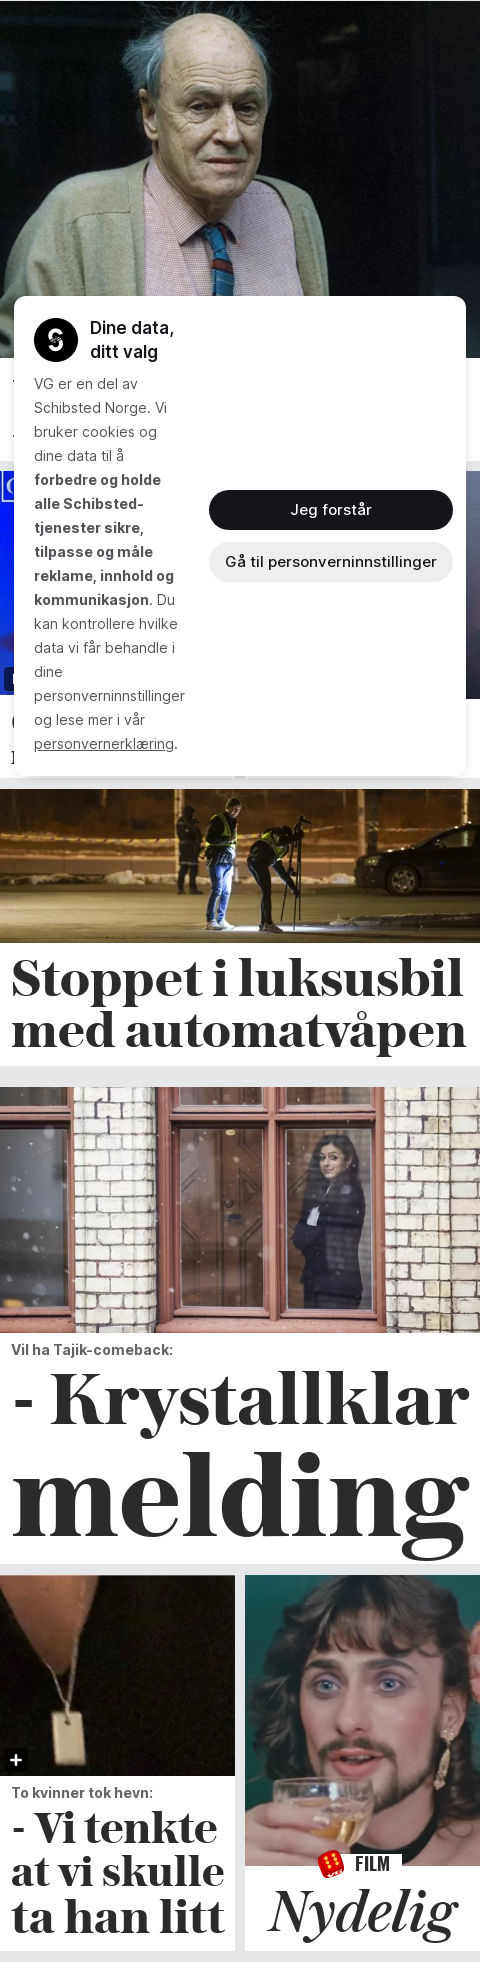 Dine data,
ditt valg
VG er en del av
Schibsted Norge. Vi
bruker cookies og
dine data til å
forbedre og holde
alle Schibsted-
tjenester sikre,
tilpasse og måle
reklame, innhold og
kommunikasjon. Du
kan kontrollere hvilke
data vi får behandle i
dine
personverninnstillinger
og lese mer i vår
personvernerklæring.
Jeg forstår
Gå til personverninnstillinger
Stoppet i luksusbil
med automatvåpen
Vil ha Tajik-comeback:
- Krystallklar
melding
To kvinner tok hevn:
- Vi tenkte
at vi skulle
ta han litt
FILM
Nydelig